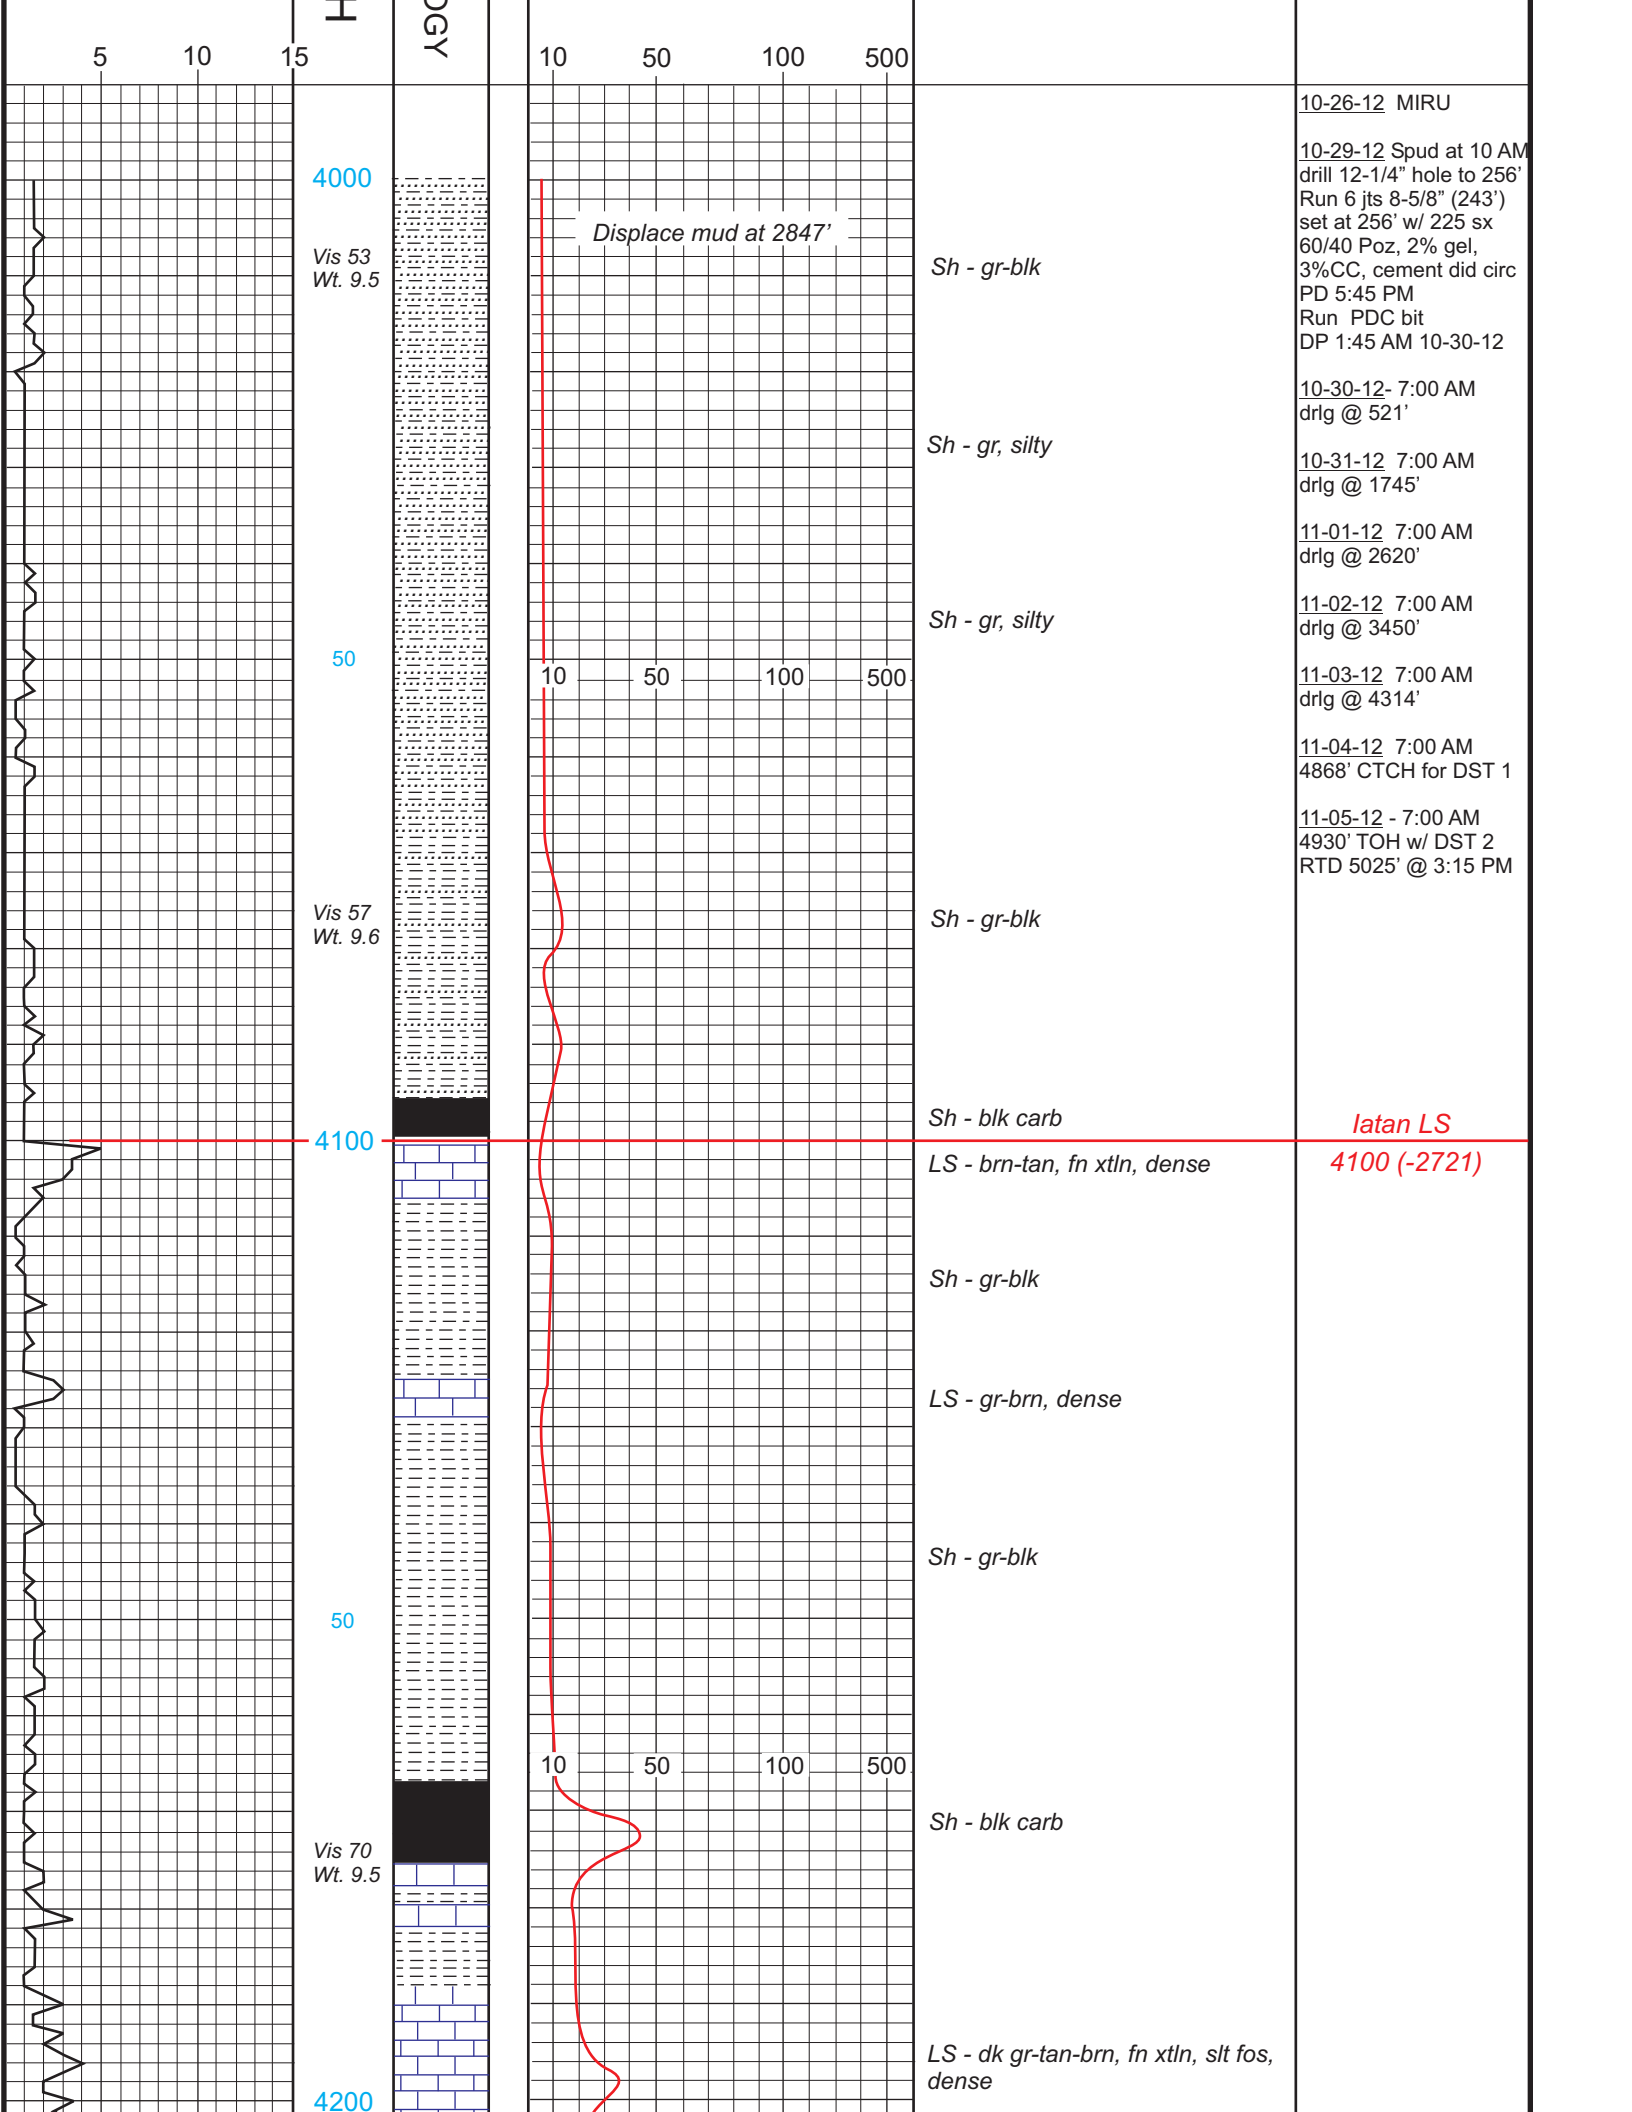 H
OGY
5 10 15
10 50 100 500
10-26-12 MIRU
10-29-12 Spud at 10 AM
drill 12-1/4” hole to 256’
Run 6 jts 8-5/8” (243’)
set at 256’ w/ 225 sx
60/40 Poz, 2% gel,
3%CC, cement did circ
PD 5:45 PM
Run PDC bit
DP 1:45 AM 10-30-12
10-30-12- 7:00 AM
drlg @ 521’
10-31-12 7:00 AM
drlg @ 1745’
11-01-12 7:00 AM
drlg @ 2620’
11-02-12 7:00 AM
drlg @ 3450’
11-03-12 7:00 AM
drlg @ 4314’
11-04-12 7:00 AM
4868’ CTCH for DST 1
11-05-12 - 7:00 AM
4930’ TOH w/ DST 2
RTD 5025’ @ 3:15 PM
4000
Displace mud at 2847’
Vis 53
Wt. 9.5
Sh - gr-blk
Sh - gr, silty
Sh - gr, silty
50
10 50 100 500
Vis 57
Wt. 9.6
Sh - gr-blk
Sh - blk carb
Iatan LS
4100
4100 (-2721)
LS - brn-tan, fn xtln, dense
Sh - gr-blk
LS - gr-brn, dense
Sh - gr-blk
50
10 50 100 500
Sh - blk carb
Vis 70
Wt. 9.5
LS - dk gr-tan-brn, fn xtln, slt fos,
dense
4200